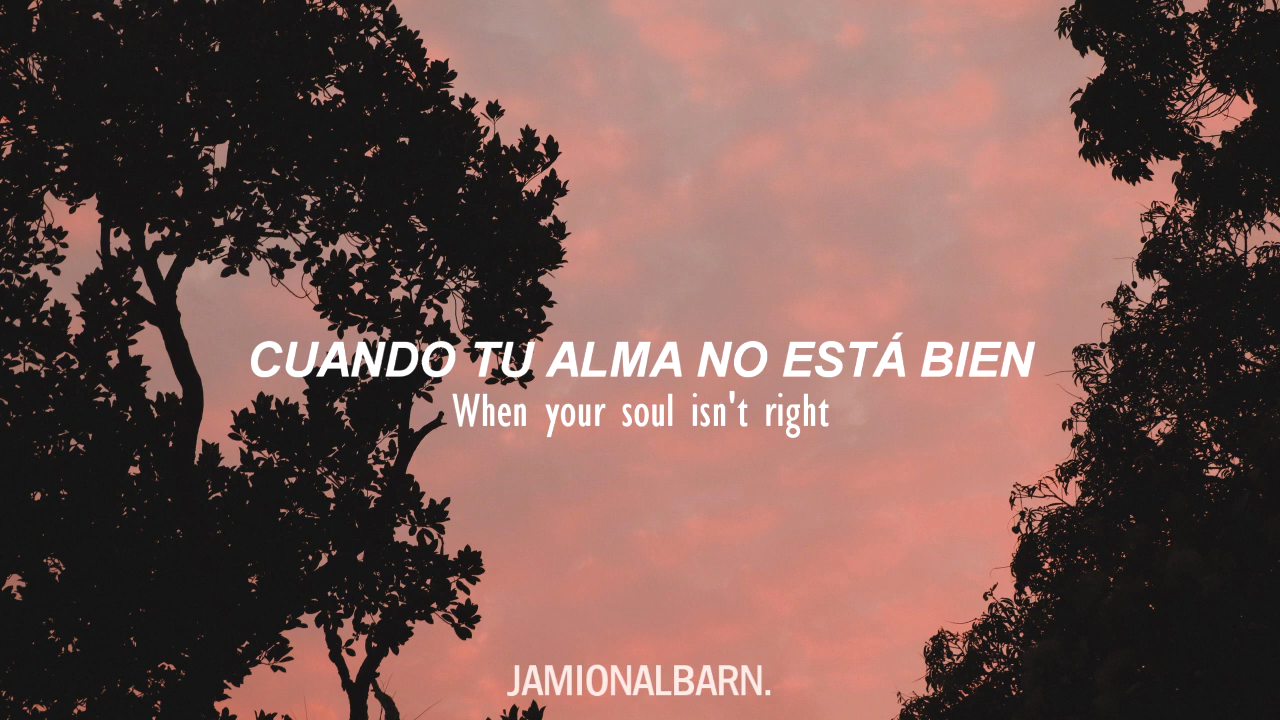 CUANDO TU ALMA NO ESTÁ BIEN
When your soul isn't right
JAMIONALBARN.